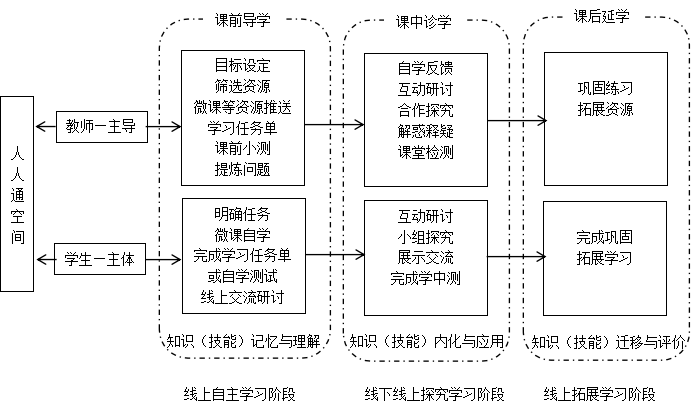 课前导学
课中诊学
课后延学
人人通空间
教师—主导
目标设定
筛选资源
微课等资源推送
学习任务单
课前小测
提炼问题
自学反馈
互动研讨
合作探究
解惑释疑
课堂检测
巩固练习
拓展资源
学生—主体
明确任务
微课自学
完成学习任务单
或自学测试
线上交流研讨
互动研讨
小组探究
展示交流
完成学中测
完成巩固
拓展学习
知识（技能）记忆与理解
知识（技能）内化与应用
知识（技能）迁移与评价
线上自主学习阶段
线下线上探究学习阶段
线上拓展学习阶段